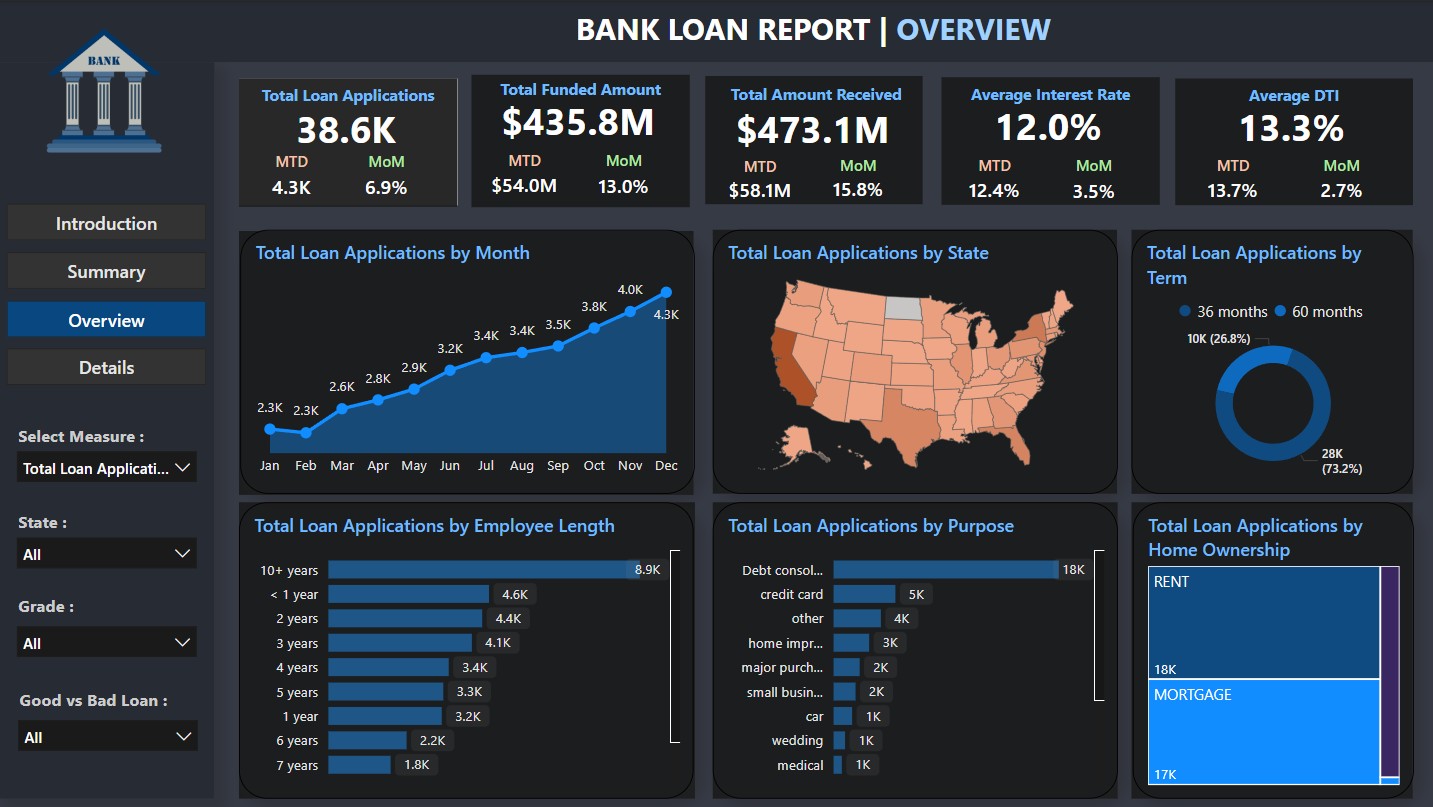 BANK LOAN REPORT | OVERVIEW
BANK
Introduction
Summary
Overview
Details
Select Measure :
Total Loan Applicati...
State :
All
Grade :
All
Good vs Bad Loan :
All
Total Loan Applications
38.6K
MTD MoM
4.3K 6.9%
Total Funded Amount
$435.8M
MTD MoM
$54.0M 13.0%
Total Amount Received
$473.1M
MTD MoM
$58.1M 15.8%
Average Interest Rate
12.0%
MTD MoM
12.4% 3.5%
Average DTI
13.3%
MTD MoM
13.7% 2.7%
Total Loan Applications by Month
2.3K 2.3K 2.6K 2.8K 2.9K 3.2K 3.4K 3.4K 3.5K 3.8K 4.0K 4.3K
Jan Feb Mar Apr May Jun Jul Aug Sep Oct Nov Dec
Total Loan Applications by State
Total Loan Applications by
Term
36 months 60 months
10K (26.8%)
28K
(73.2%)
Total Loan Applications by Employee Length
10+ years 8.9K
< 1 year 4.6K
2 years 4.4K
3 years 4.1K
4 years 3.4K
5 years 3.3K
1 year 3.2K
6 years 2.2K
7 years 1.8K
Total Loan Applications by Purpose
Debt consol... 18K
credit card 5K
other 4K
home impr... 3K
major purch... 2K
small busin... 2K
car 1K
wedding 1K
medical 1K
Total Loan Applications by
Home Ownership
RENT
18K
MORTGAGE
17K